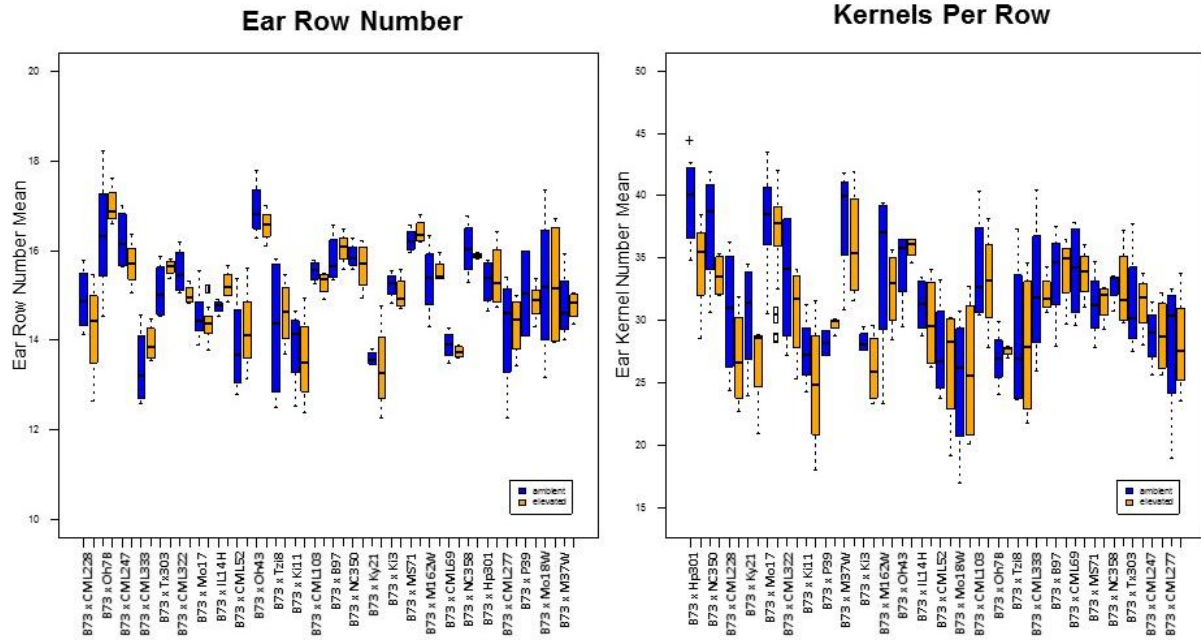 Ear Row Number
Kernels Per Row
Ear Row Number Mean
20
18
16
14
12
10
ambient
elevated
B73 x CML228
B73 x Oh7B
B73 x CML247
B73 x CML333
B73 x Tx303
B73 x CML322
B73 x Mo17
B73 x IL14H
B73 x CML52
B73 x Oh43
B73 x Tzi8
B73 x Ki11
B73 x CML103
B73 x B97
B73 x NC350
B73 x Ky21
B73 x Ki3
B73 x MS71
B73 x M162W
B73 x CML69
B73 x NC358
B73 x Hp301
B73 x CML277
B73 x P39
B73 x Mo18W
B73 x M37W
Ear Kernel Number Mean
50
45
40
35
30
25
20
15
ambient
elevated
B73 x Hp301
B73 x NC350
B73 x CML228
B73 x Ky21
B73 x Mo17
B73 x CML322
B73 x Ki11
B73 x P39
B73 x M37W
B73 x Ki3
B73 x M162W
B73 x Oh43
B73 x IL14H
B73 x CML52
B73 x Mo18W
B73 x CML103
B73 x Oh7B
B73 x Tzi8
B73 x CML333
B73 x B97
B73 x CML69
B73 x MS71
B73 x NC358
B73 x Tx303
B73 x CML247
B73 x CML277